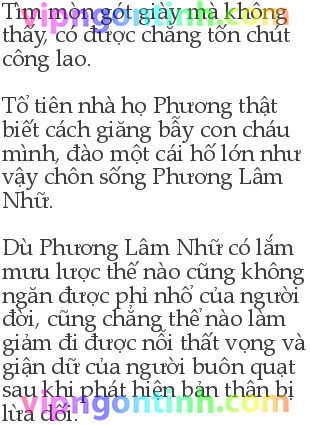 Tìm mòn gót giày mà không
thấy, có được chẳng tốn chút
công lao.
Tổ tiên nhà họ Phương thật
biết cách giăng bẫy con cháu
mình, đào một cái hố lớn như
vậy chôn sống Phương Lâm
Nhữ.
Dù Phương Lâm Nhữ có lắm
mưu lược thế nào cũng không
ngăn được phỉ nhổ của người
đời, cũng chẳng thể nào làm
giảm đi được nỗi thất vọng và
giận dữ của người buôn quạt
sau khi phát hiện bản thân bị
lừa dối.
vipngontinh.com
vipngontinh.com